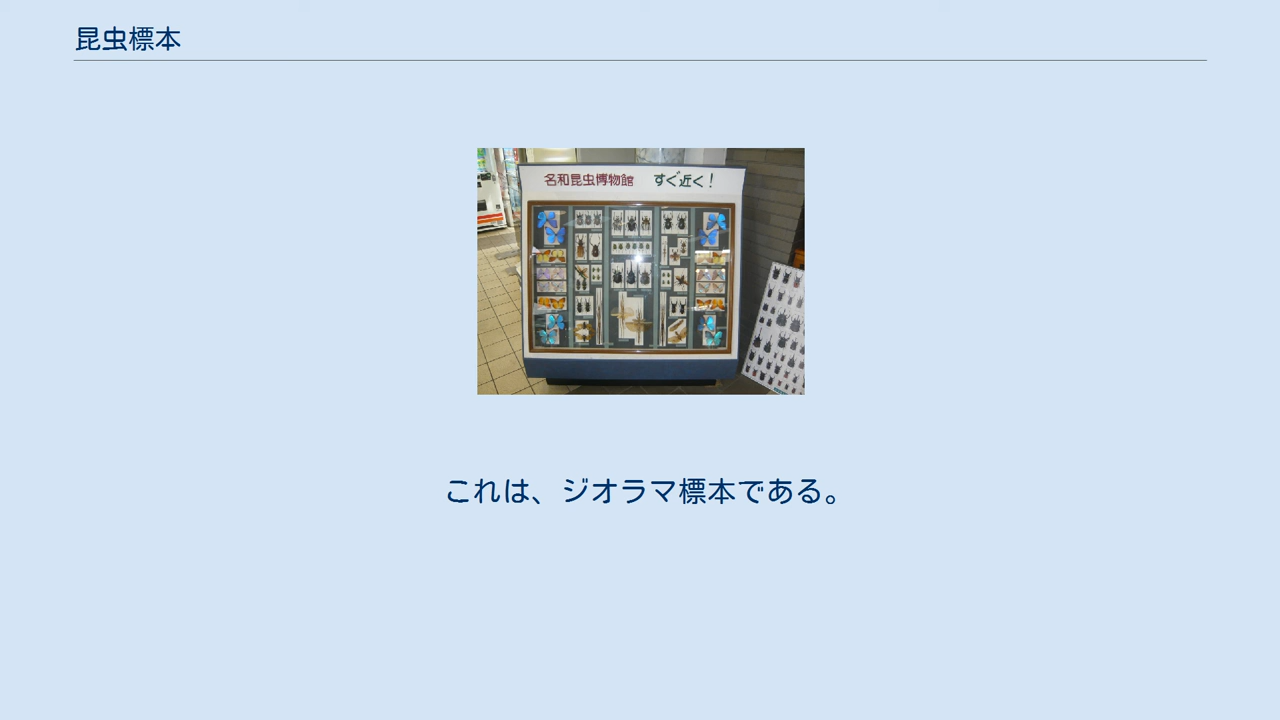 昆虫標本
名和昆虫博物館 すぐ近く!
これは、ジオラマ標本である。